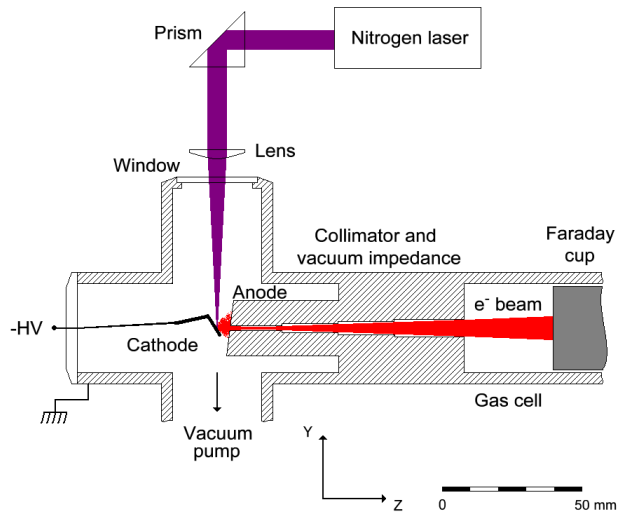 Prism
Nitrogen laser
Lens
Window
Collimator and
vacuum impedance
Faraday
cup
Anode
e⁻ beam
-HV
Cathode
Gas cell
Vacuum
pump
Y
Z
0
50 mm